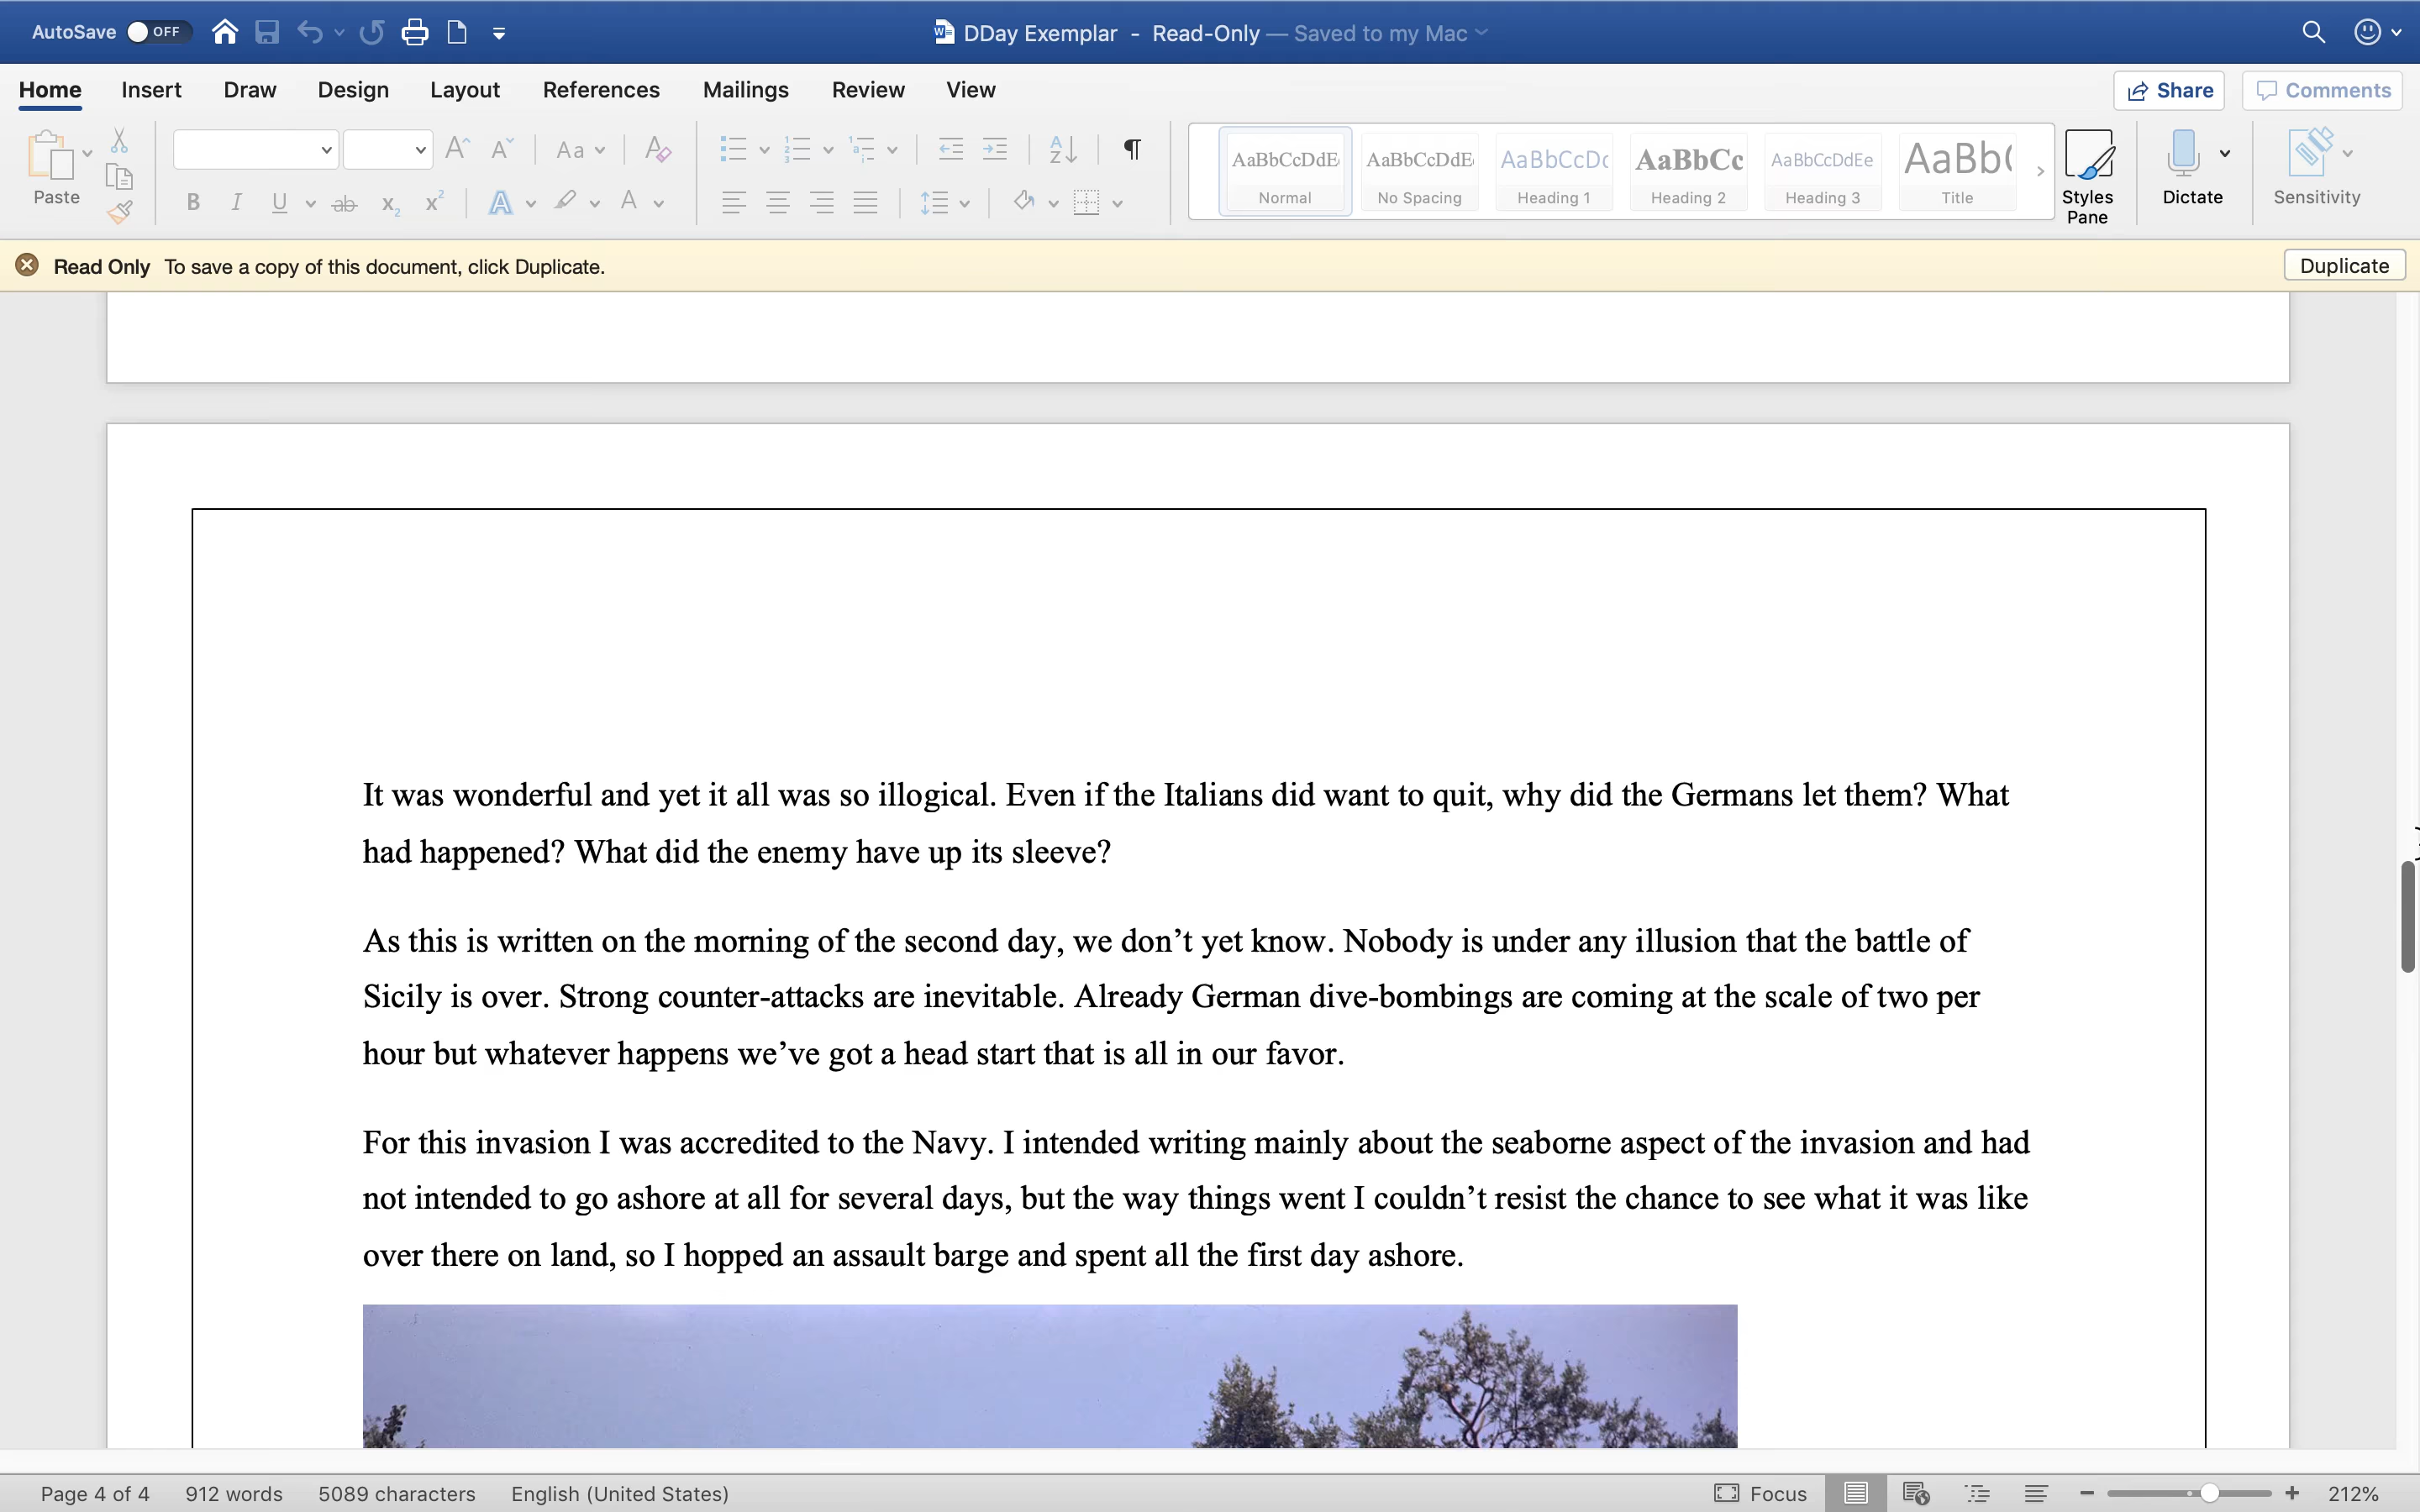 AutoSave OFF
DDay Exemplar - Read-Only — Saved to my Mac
Home Insert Draw Design Layout References Mailings Review View Share Comments
Paste
Aa
B I U ab x2 x2 A A
AaBbCcDdE Normal
AaBbCcDdE No Spacing
AaBbCcDc Heading 1
AaBbCc Heading 2
AaBbCcDdEe Heading 3
AaBb( Title
Styles Pane
Dictate
Sensitivity
Read Only To save a copy of this document, click Duplicate. Duplicate
It was wonderful and yet it all was so illogical. Even if the Italians did want to quit, why did the Germans let them? What
had happened? What did the enemy have up its sleeve?
As this is written on the morning of the second day, we don’t yet know. Nobody is under any illusion that the battle of
Sicily is over. Strong counter-attacks are inevitable. Already German dive-bombings are coming at the scale of two per
hour but whatever happens we’ve got a head start that is all in our favor.
For this invasion I was accredited to the Navy. I intended writing mainly about the seaborne aspect of the invasion and had
not intended to go ashore at all for several days, but the way things went I couldn’t resist the chance to see what it was like
over there on land, so I hopped an assault barge and spent all the first day ashore.
Page 4 of 4 912 words 5089 characters English (United States) Focus 212%